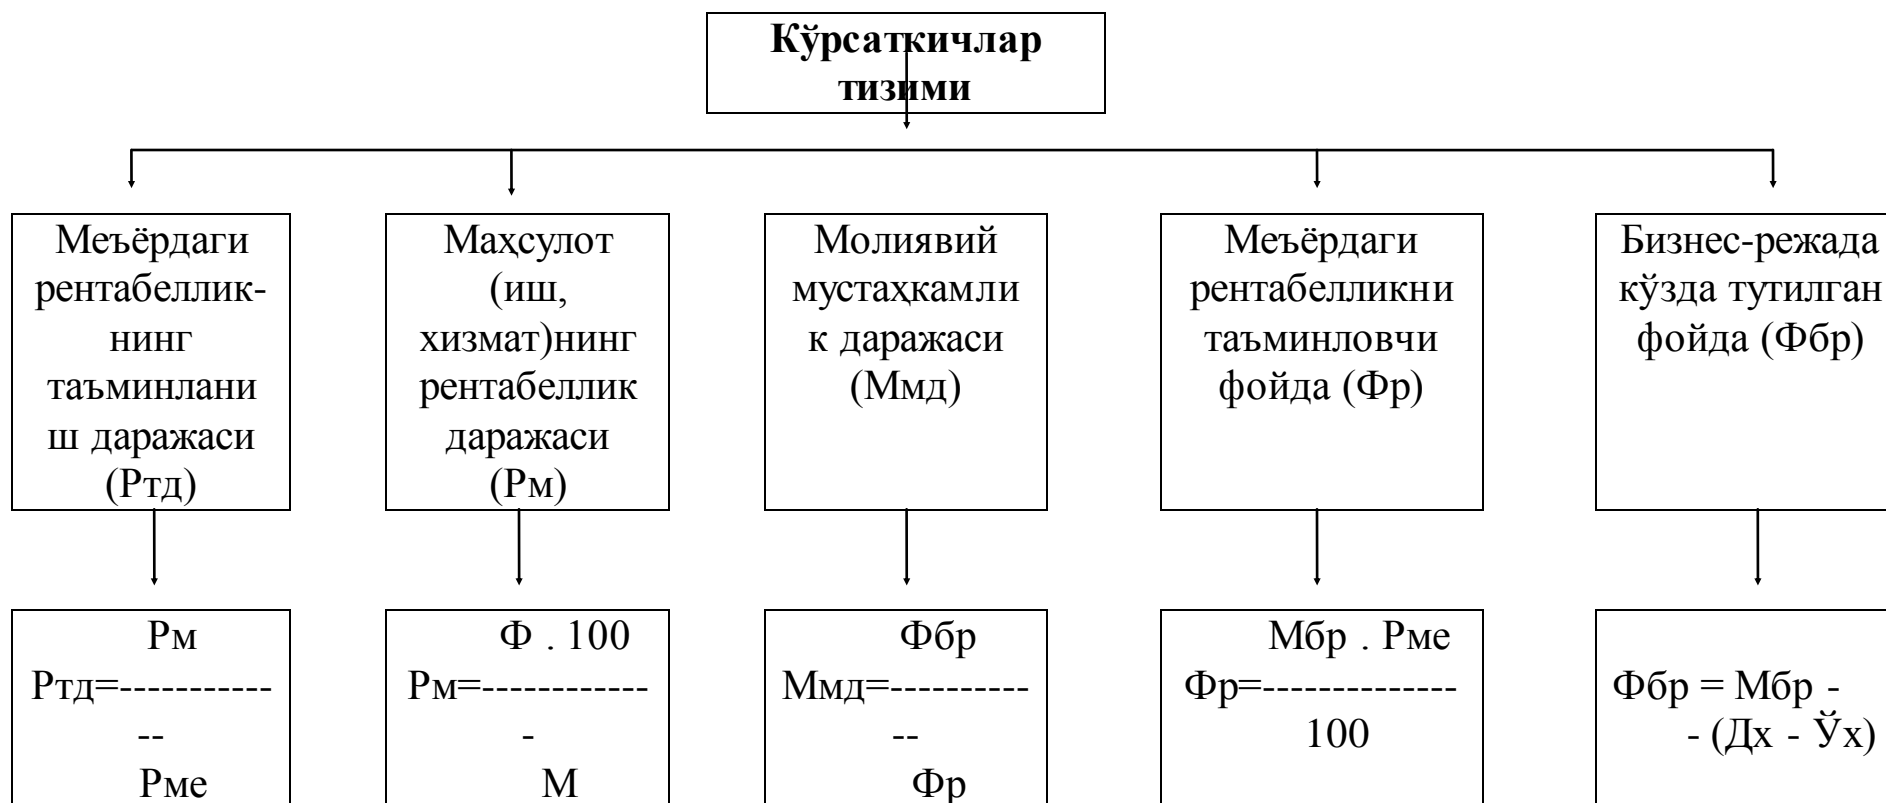 Кўрсаткичлар
тизими
Меъёрдаги
рентабеллик-
нинг
таъминлани
ш даражаси
(Ртд)
Маҳсулот
(иш,
хизмат)нинг
рентабеллик
даражаси
(Рм)
Молиявий
мустаҳкамли
к даражаси
(Ммд)
Меъёрдаги
рентабелликни
таъминловчи
фойда (Фр)
Бизнес-режада
кўзда тутилган
фойда (Фбр)
Рм
Ртд=-----------
--
Рме
Ф . 100
Рм=------------
-
М
Фбр
Ммд=----------
--
Фр
Мбр . Рме
Фр=--------------
100
Фбр = Мбр -
- (Дх - Ўх)